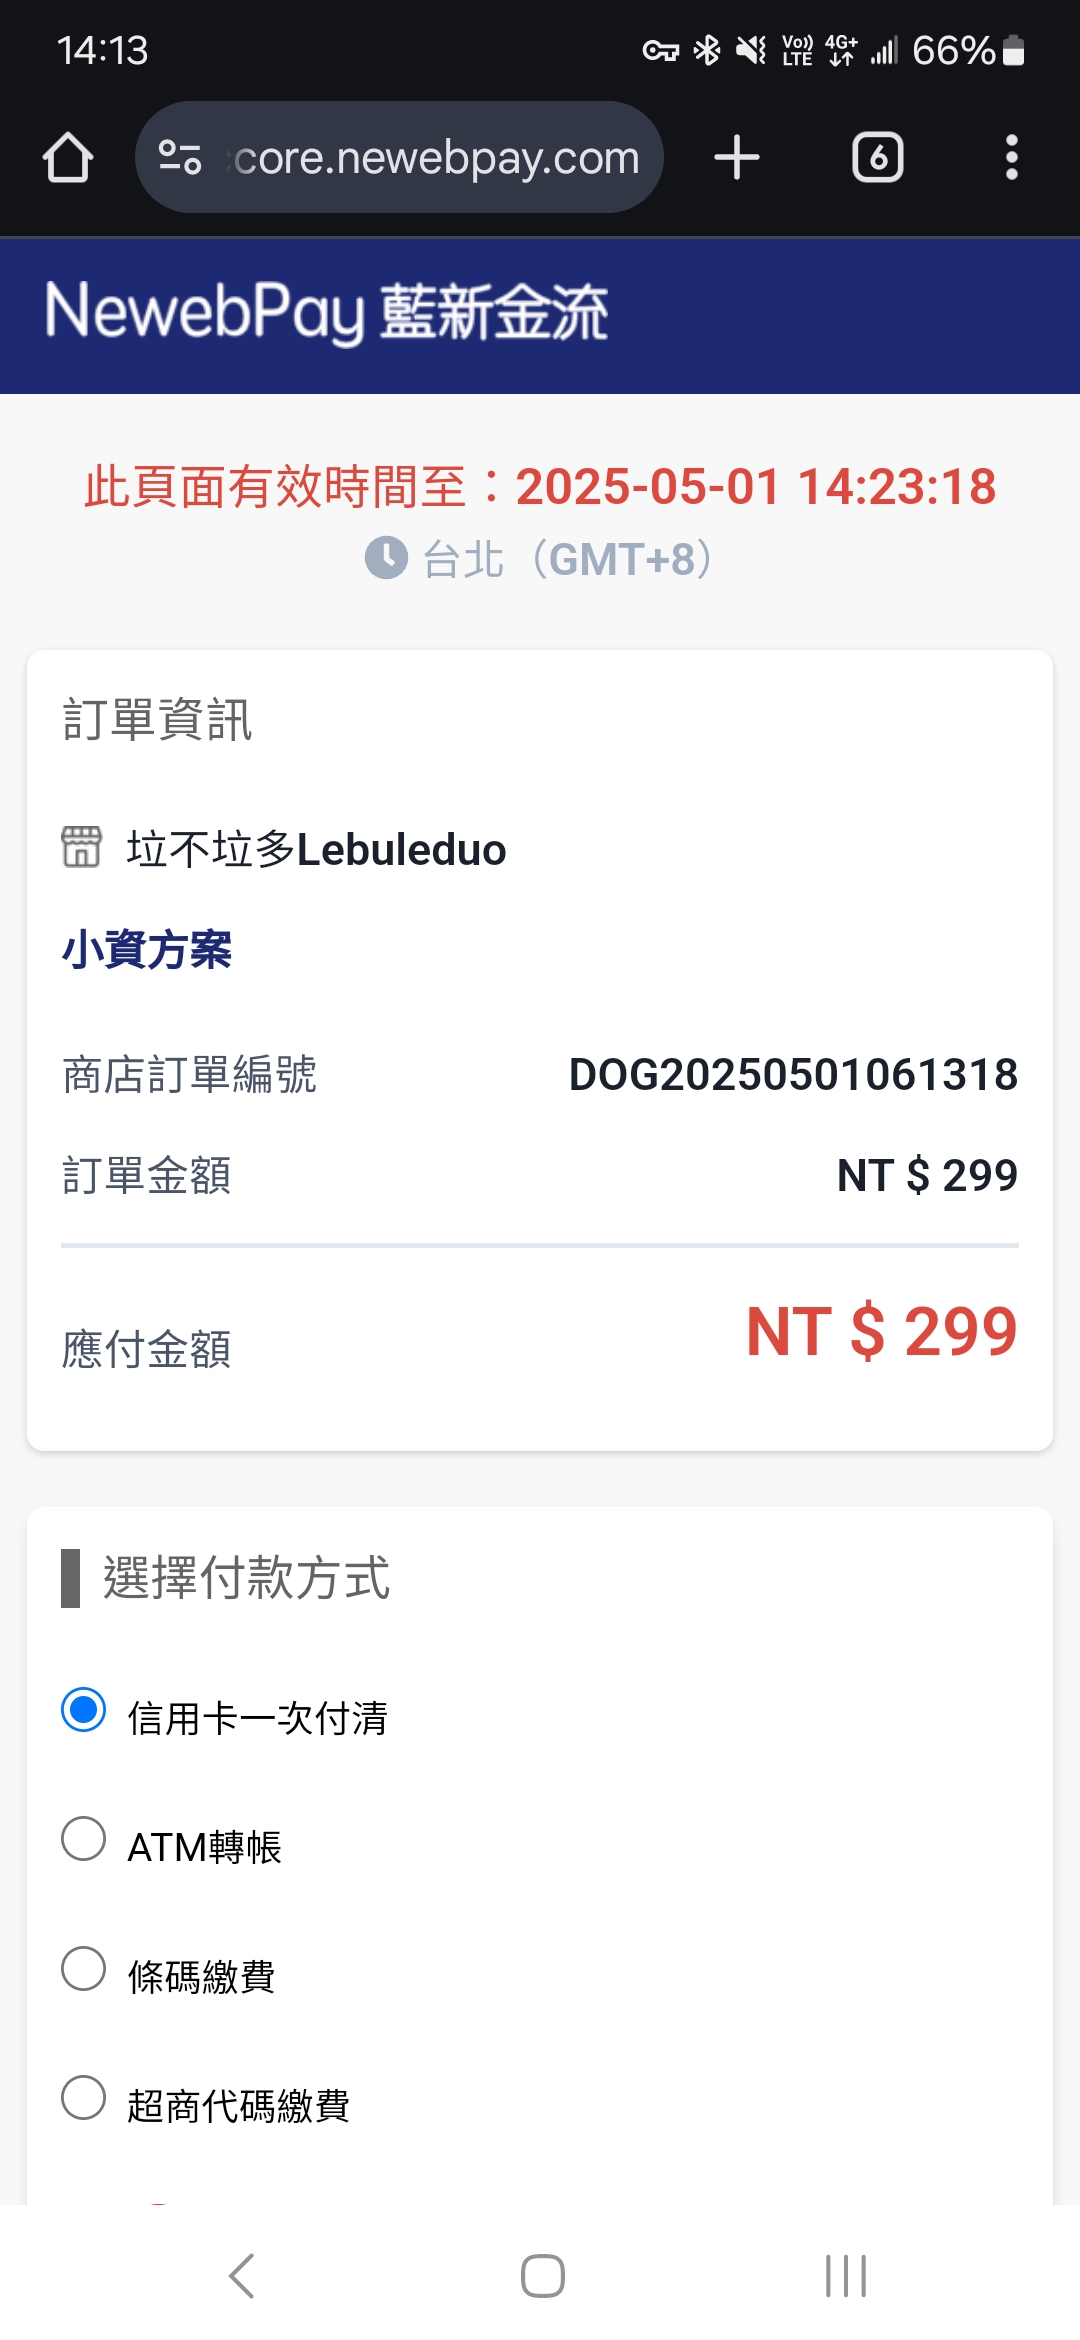 14:13
Vo)) LTE 4G+ 66%
core.newebpay.com
6
NewebPay 藍新金流
此頁面有效時間至：2025-05-01 14:23:18
台北（GMT+8）
訂單資訊
垃不垃多Lebuleduo
小資方案
商店訂單編號 DOG20250501061318
訂單金額 NT $ 299
應付金額 NT $ 299
選擇付款方式
信用卡一次付清
ATM轉帳
條碼繳費
超商代碼繳費